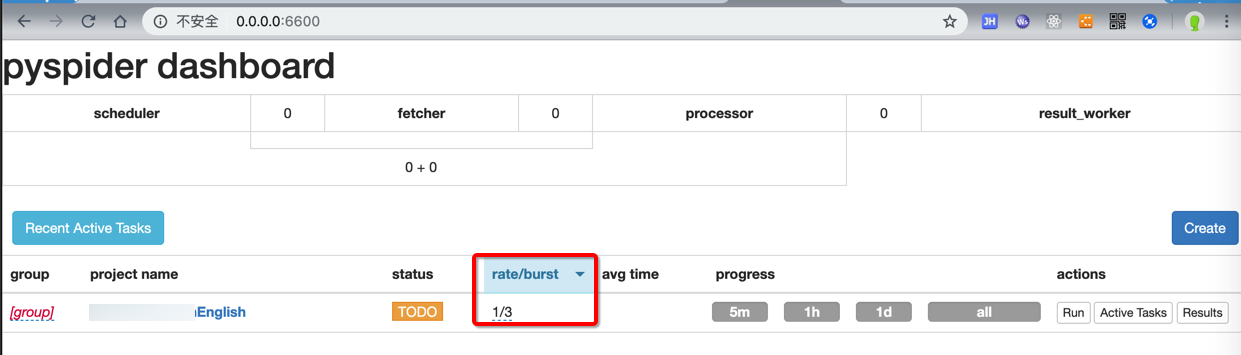 不安全 0.0.0.0:6600
JH Ws
pyspider dashboard
scheduler 0 fetcher 0 processor 0 result_worker
0 + 0
Recent Active Tasks Create
group project name status rate/burst avg time progress actions
[group] English TODO 1/3 5m 1h 1d all Run Active Tasks Results